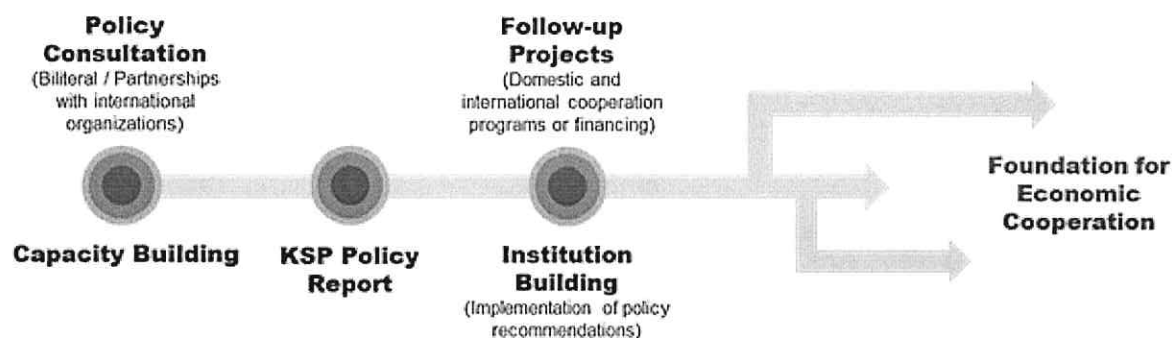 Policy
Consultation
(Biliteral / Partnerships
with international
organizations)
Capacity Building
KSP Policy
Report
Follow-up
Projects
(Domestic and
international cooperation
programs or financing)
Institution
Building
(Implementation of policy
recommendations)
Foundation for
Economic
Cooperation